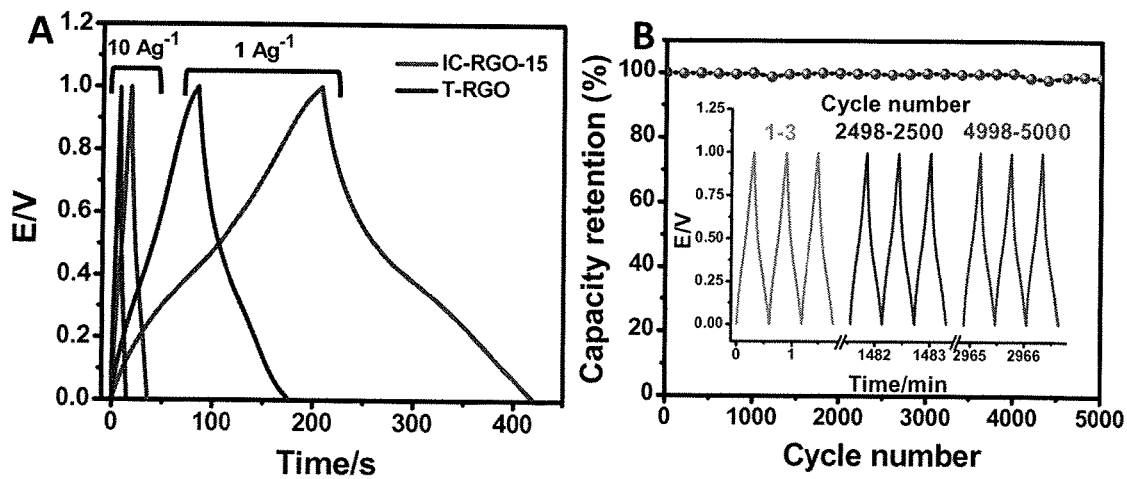 A
1.2
1.0
0.8
0.6
0.4
0.2
0.0
E/V
10 Ag⁻¹
1 Ag⁻¹
IC-RGO-15
T-RGO
0 100 200 300 400
Time/s
B
100
80
60
40
20
0
Capacity retention (%)
Cycle number
1-3 2498-2500 4998-5000
1.25
1.00
0.75
0.50
0.25
0.00
E/V
0 1 1482 1483 2965 2966
Time/min
0 1000 2000 3000 4000 5000
Cycle number